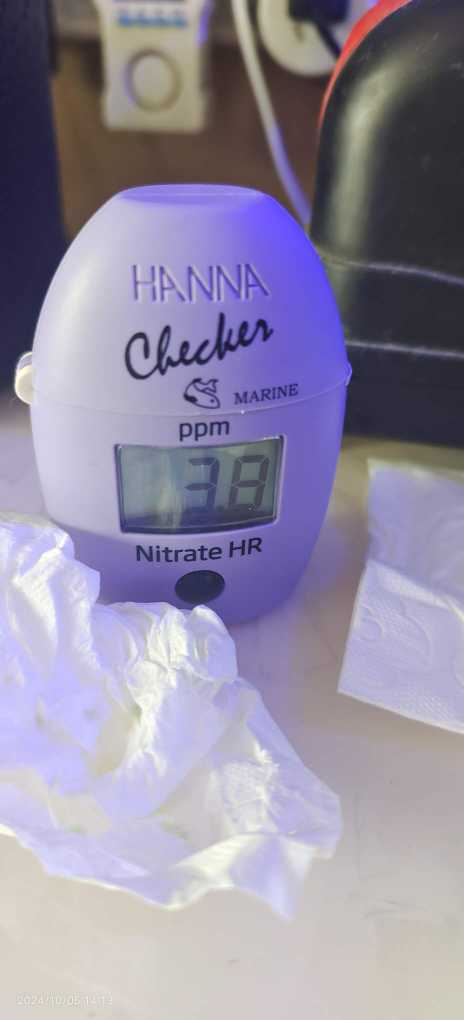 HANNA
Checker
MARINE
ppm
3.8
Nitrate HR
2024/10/05 14:13